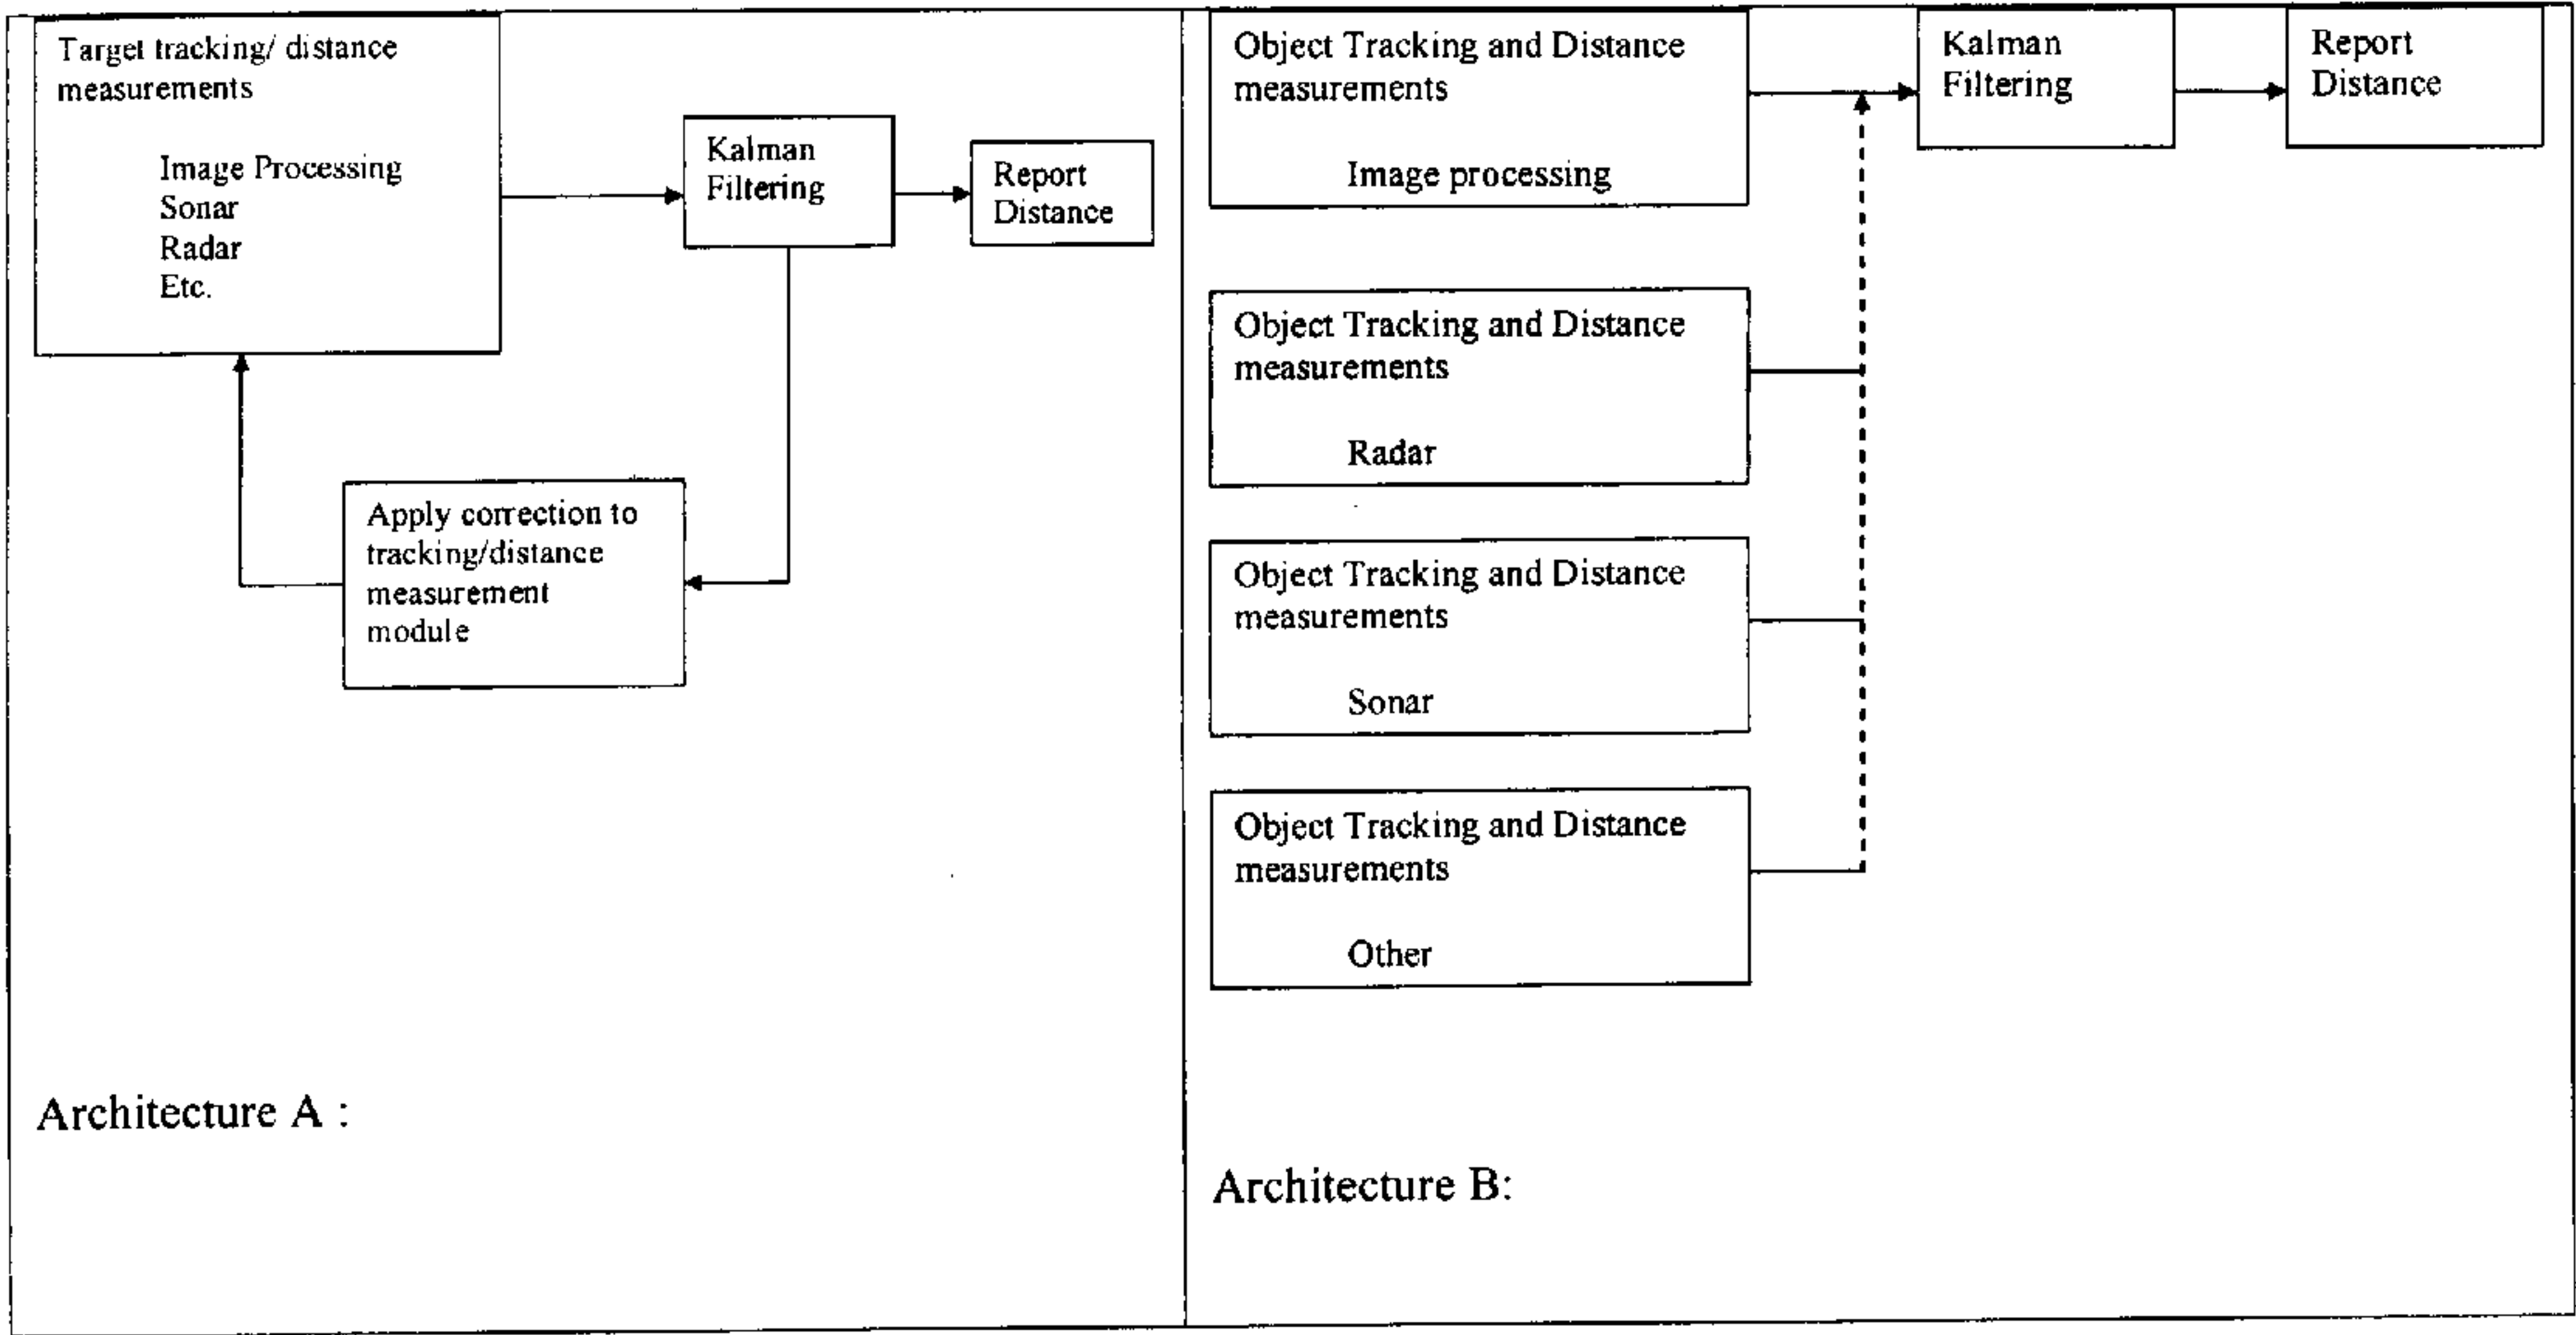 Target tracking/ distance
measurements
Image Processing
Sonar
Radar
Etc.
Kalman
Filtering
Report
Distance
Apply correction to
tracking/distance
measurement
module
Architecture A :
Object Tracking and Distance
measurements
Image processing
Kalman
Filtering
Report
Distance
Object Tracking and Distance
measurements
Radar
Object Tracking and Distance
measurements
Sonar
Object Tracking and Distance
measurements
Other
Architecture B: